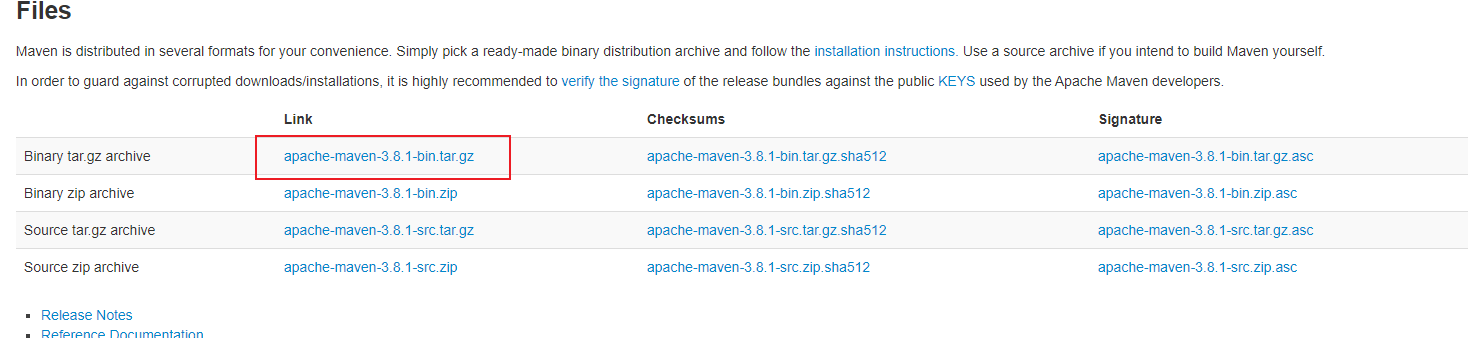 Files
Maven is distributed in several formats for your convenience. Simply pick a ready-made binary distribution archive and follow the installation instructions. Use a source archive if you intend to build Maven yourself.
In order to guard against corrupted downloads/installations, it is highly recommended to verify the signature of the release bundles against the public KEYS used by the Apache Maven developers.
Link Checksums Signature
Binary tar.gz archive apache-maven-3.8.1-bin.tar.gz apache-maven-3.8.1-bin.tar.gz.sha512 apache-maven-3.8.1-bin.tar.gz.asc
Binary zip archive apache-maven-3.8.1-bin.zip apache-maven-3.8.1-bin.zip.sha512 apache-maven-3.8.1-bin.zip.asc
Source tar.gz archive apache-maven-3.8.1-src.tar.gz apache-maven-3.8.1-src.tar.gz.sha512 apache-maven-3.8.1-src.tar.gz.asc
Source zip archive apache-maven-3.8.1-src.zip apache-maven-3.8.1-src.zip.sha512 apache-maven-3.8.1-src.zip.asc
Release Notes
Reference Documentation